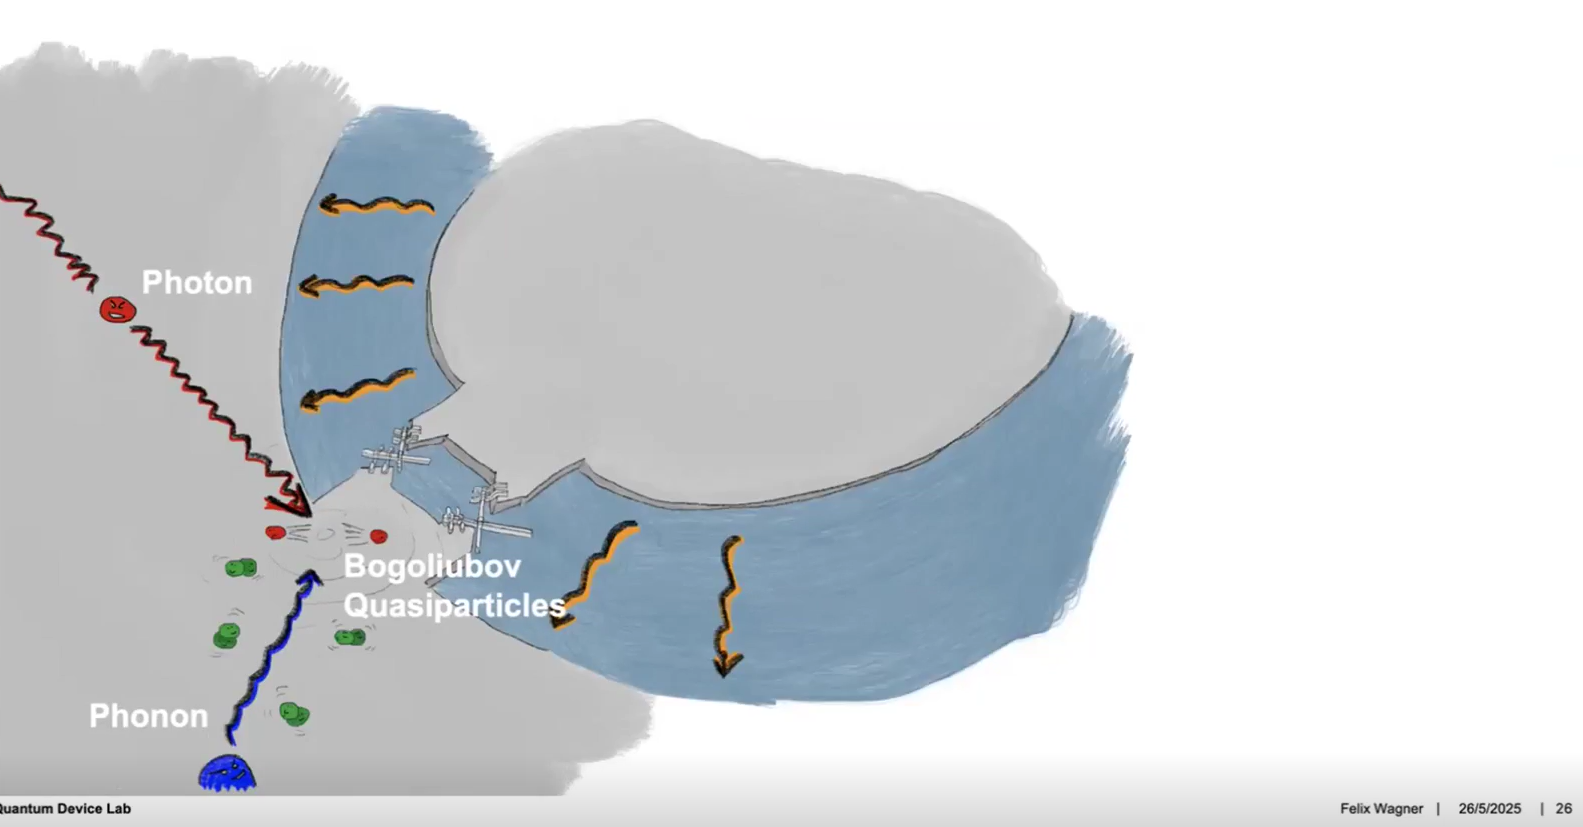 Photon
Bogoliubov
Quasiparticles
Phonon
Quantum Device Lab
Felix Wagner | 26/5/2025 | 26